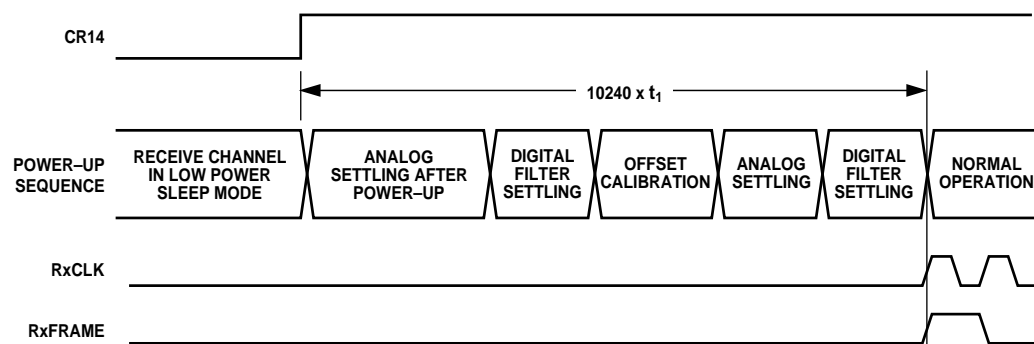 CR14
10240 x t1
POWER–UP
SEQUENCE
RECEIVE CHANNEL
IN LOW POWER
SLEEP MODE
ANALOG
SETTLING AFTER
POWER–UP
DIGITAL
FILTER
SETTLING
OFFSET
CALIBRATION
ANALOG
SETTLING
DIGITAL
FILTER
SETTLING
NORMAL
OPERATION
RxCLK
RxFRAME